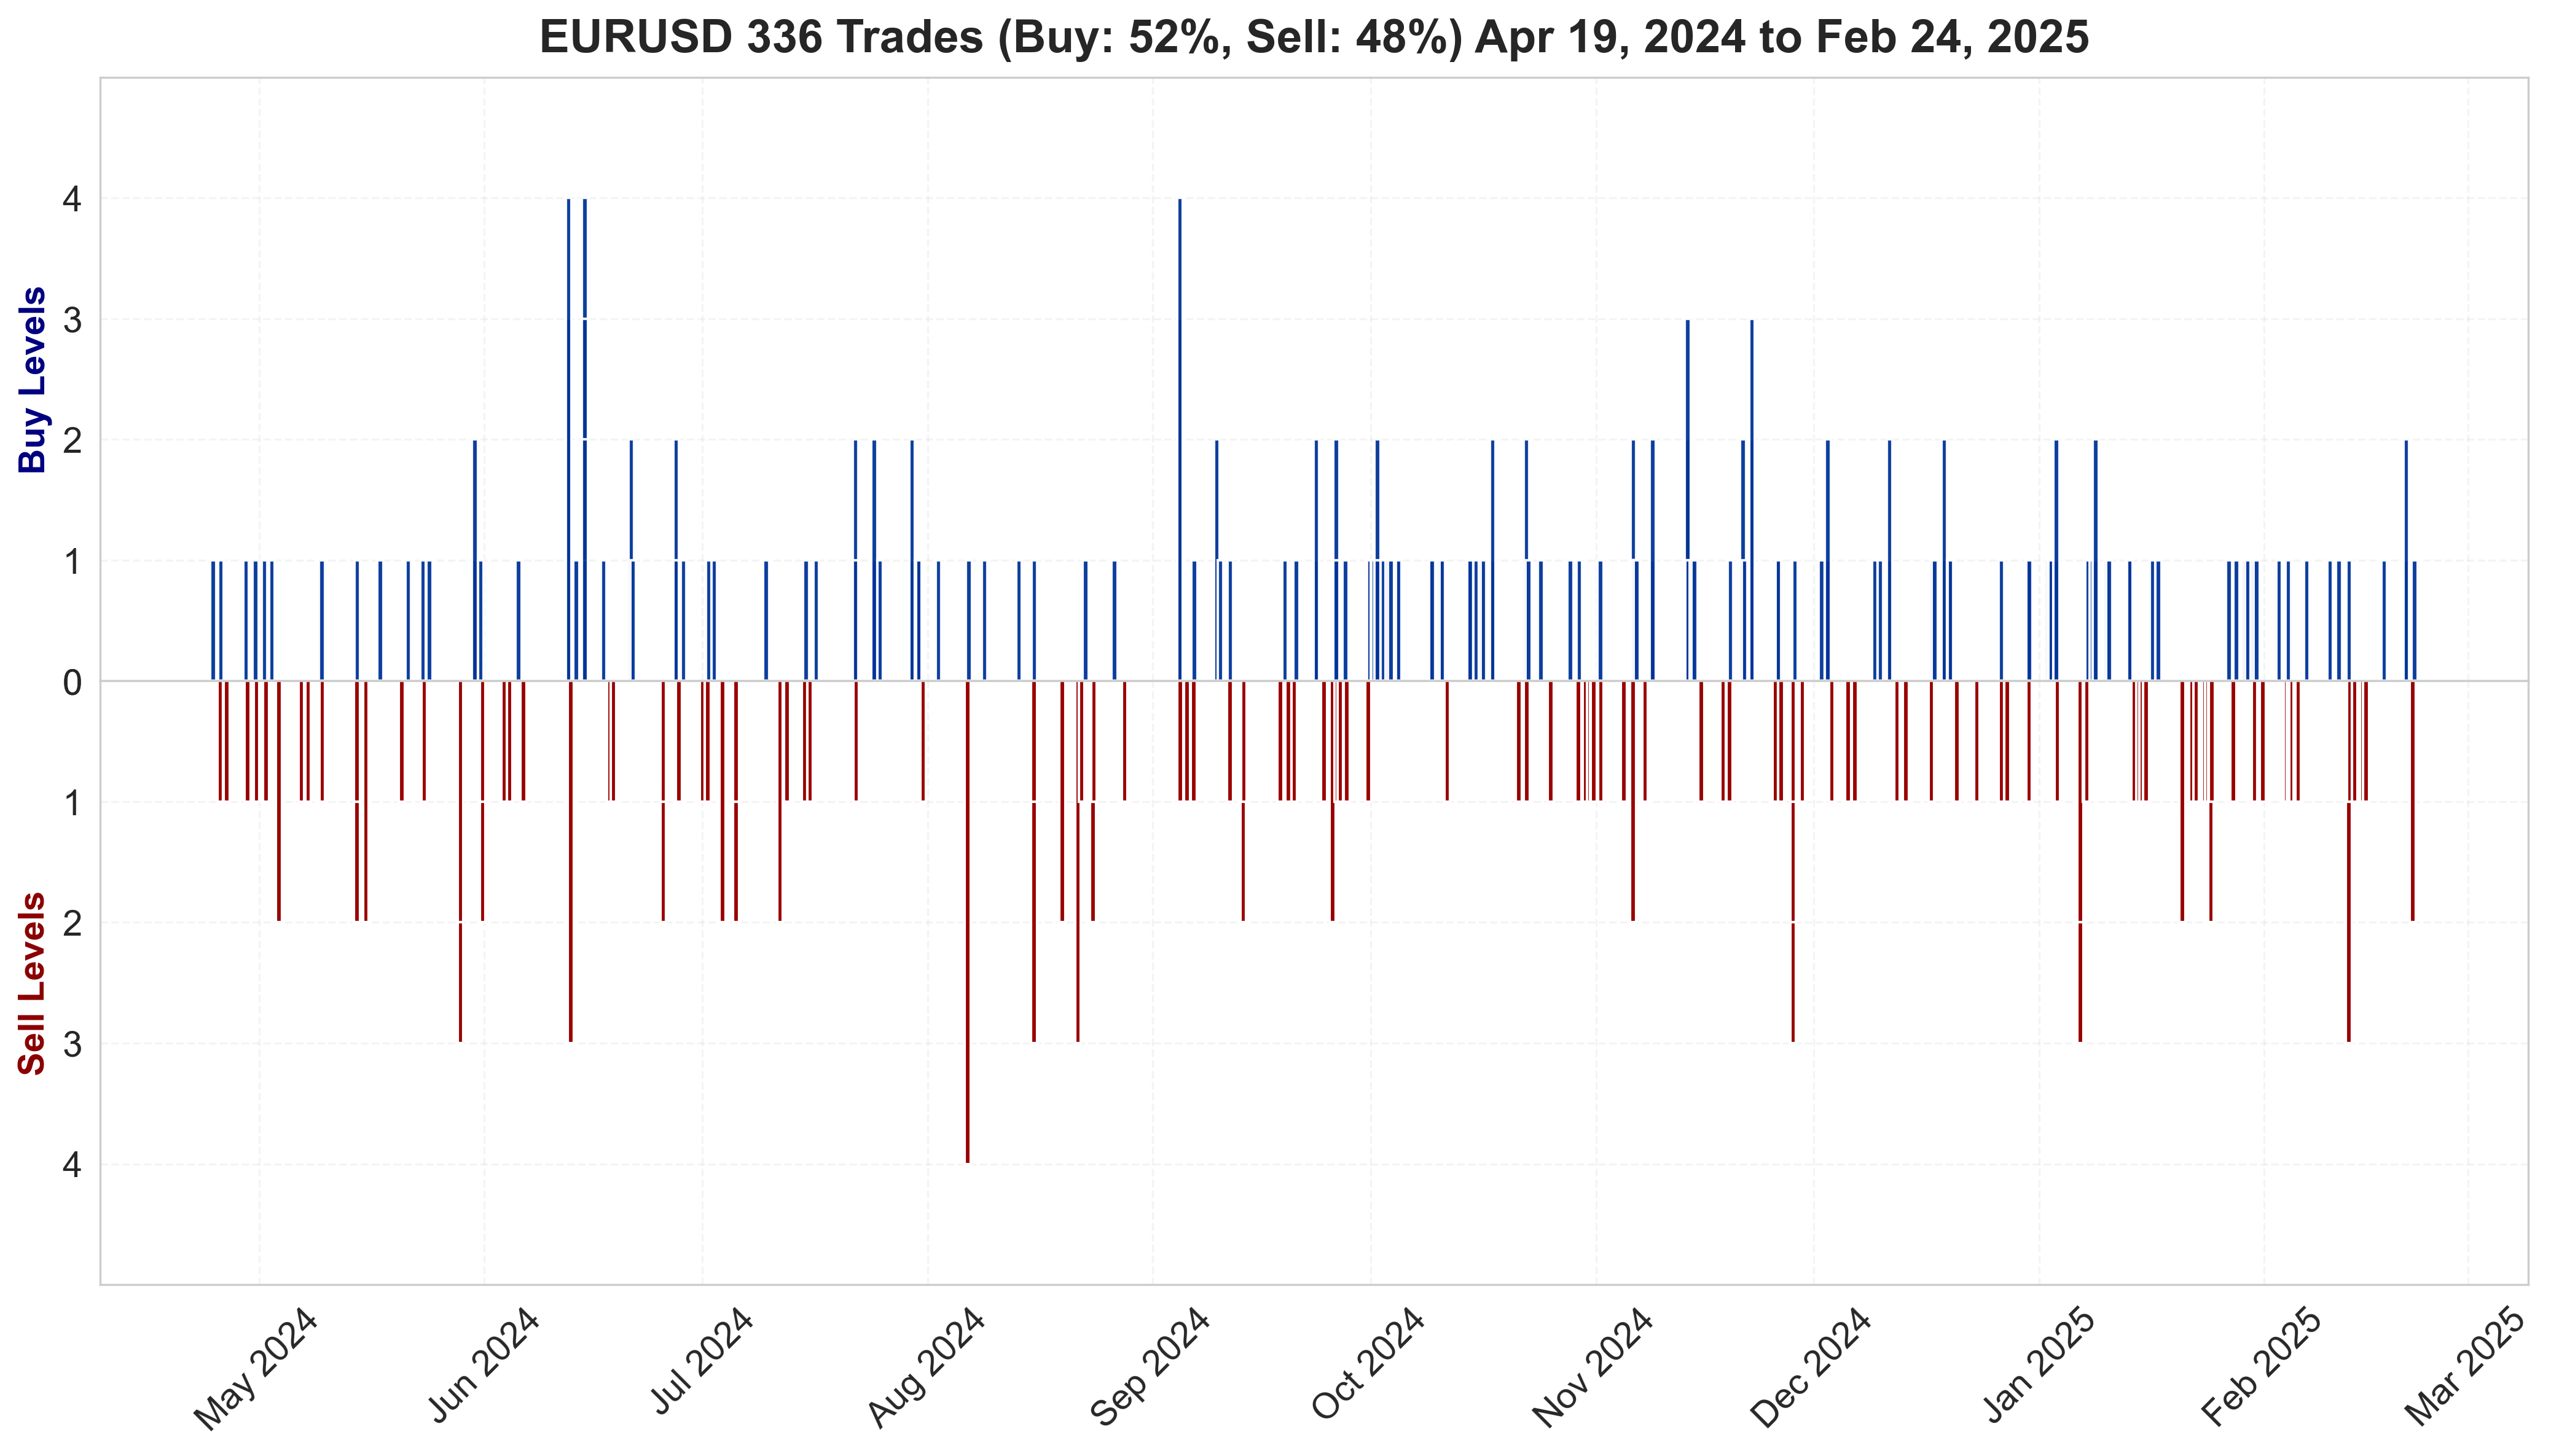 EURUSD 336 Trades (Buy: 52%, Sell: 48%) Apr 19, 2024 to Feb 24, 2025
Buy Levels
Sell Levels
4
3
2
1
0
1
2
3
4
May 2024
Jun 2024
Jul 2024
Aug 2024
Sep 2024
Oct 2024
Nov 2024
Dec 2024
Jan 2025
Feb 2025
Mar 2025